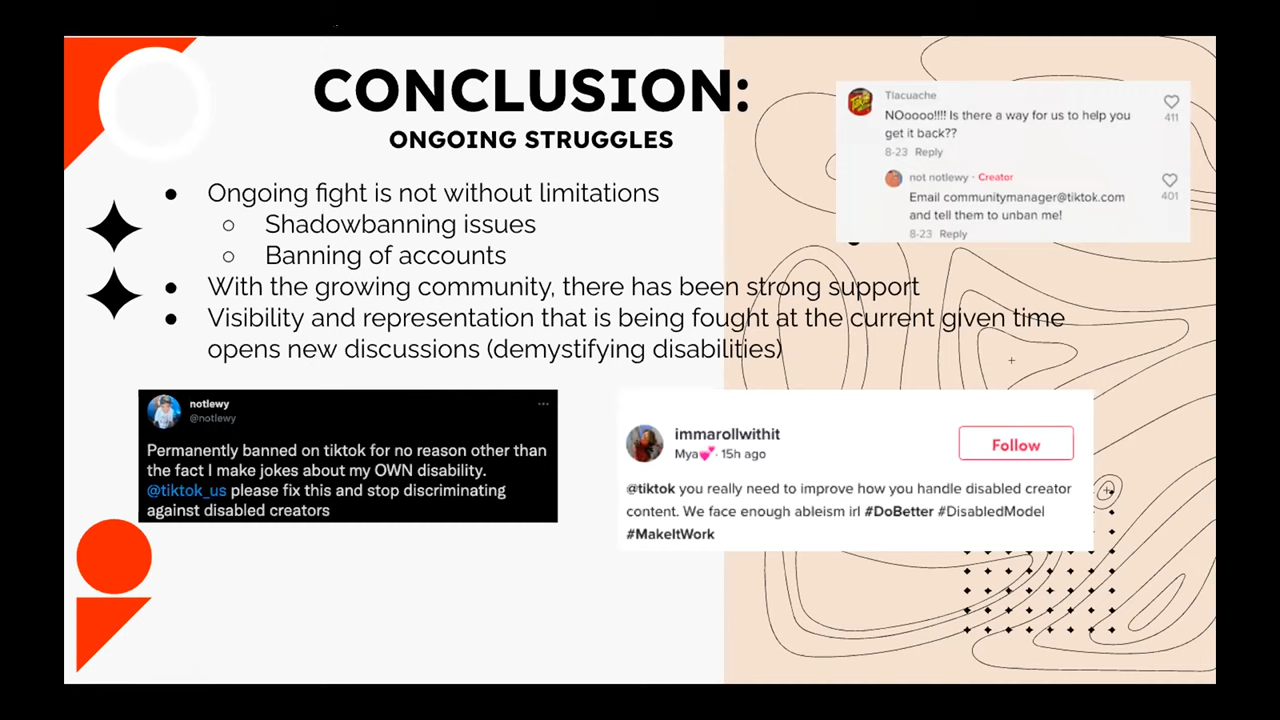 CONCLUSION:
ONGOING STRUGGLES
● Ongoing fight is not without limitations
○ Shadowbanning issues
○ Banning of accounts
● With the growing community, there has been strong support
● Visibility and representation that is being fought at the current given time
opens new discussions (demystifying disabilities)
Tlacuache
NOoooo!!!! Is there a way for us to help you
get it back??
8-23 Reply
411
not notlewy · Creator
Email communitymanager@tiktok.com
and tell them to unban me!
8-23 Reply
401
notlewy
@notlewy
Permanently banned on tiktok for no reason other than
the fact I make jokes about my OWN disability.
@tiktok_us please fix this and stop discriminating
against disabled creators
immarollwithit
Mya💕 · 15h ago
Follow
@tiktok you really need to improve how you handle disabled creator
content. We face enough ableism irl #DoBetter #DisabledModel
#MakeItWork